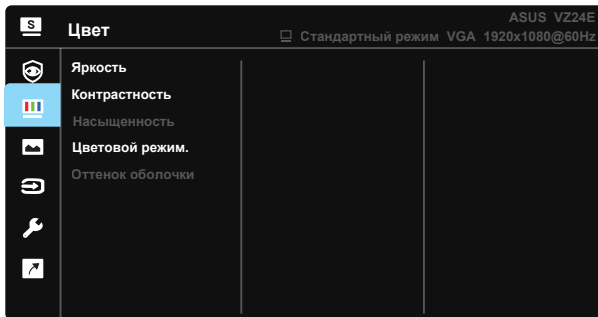 S
ASUS VZ24E
Цвет
Стандартный режим VGA 1920x1080@60Hz
Яркость
Контрастность
Насыщенность
Цветовой режим.
Оттенок оболочки